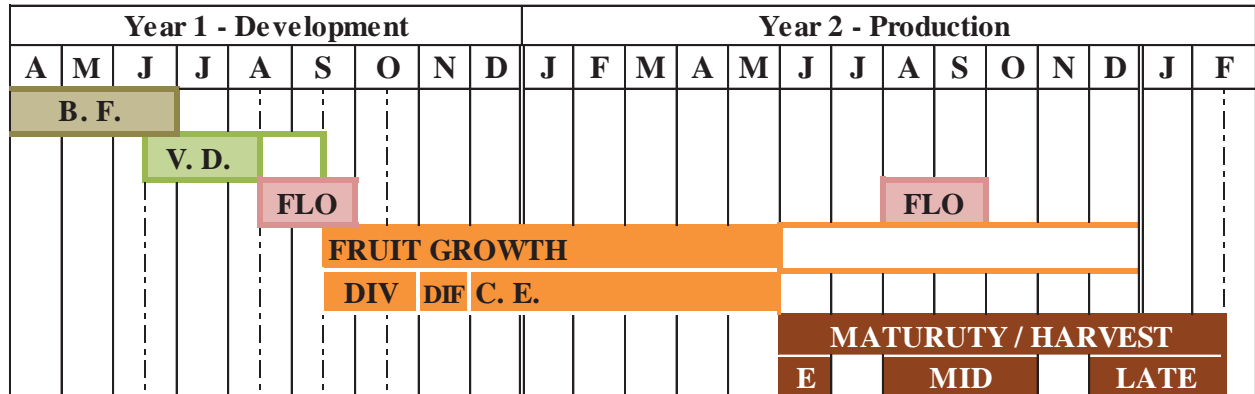 Year 1 - Development Year 2 - Production
A M J J A S O N D J F M A M J J A S O N D J F
B. F.
V. D.
FLO FLO
FRUIT GROWTH
DIV DIF C. E.
MATURUTY / HARVEST
E MID LATE